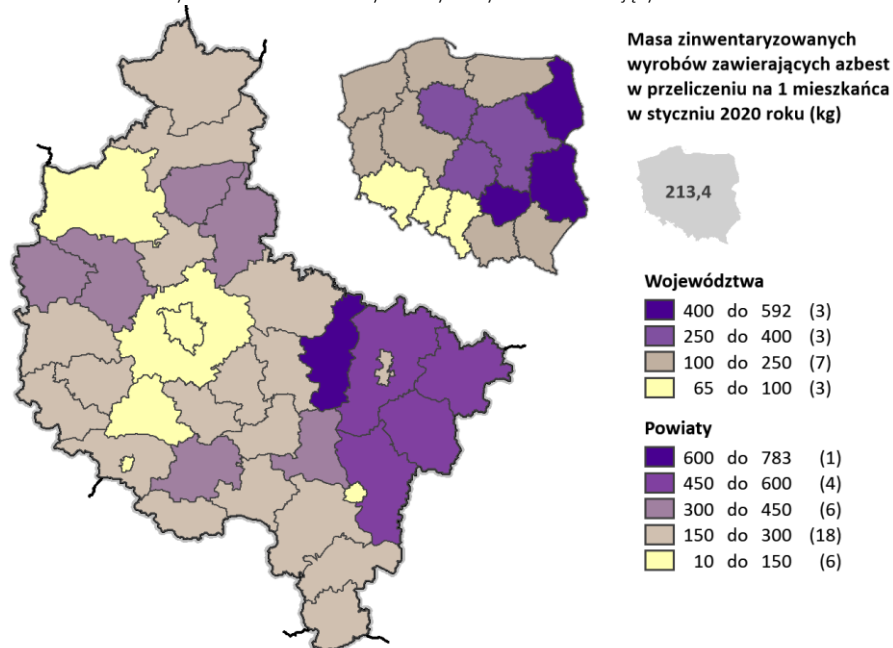 Masa zinwentaryzowanych
wyrobów zawierających azbest
w przeliczeniu na 1 mieszkańca
w styczniu 2020 roku (kg)
213,4
Województwa
400 do 592 (3)
250 do 400 (3)
100 do 250 (7)
65 do 100 (3)
Powiaty
600 do 783 (1)
450 do 600 (4)
300 do 450 (6)
150 do 300 (18)
10 do 150 (6)